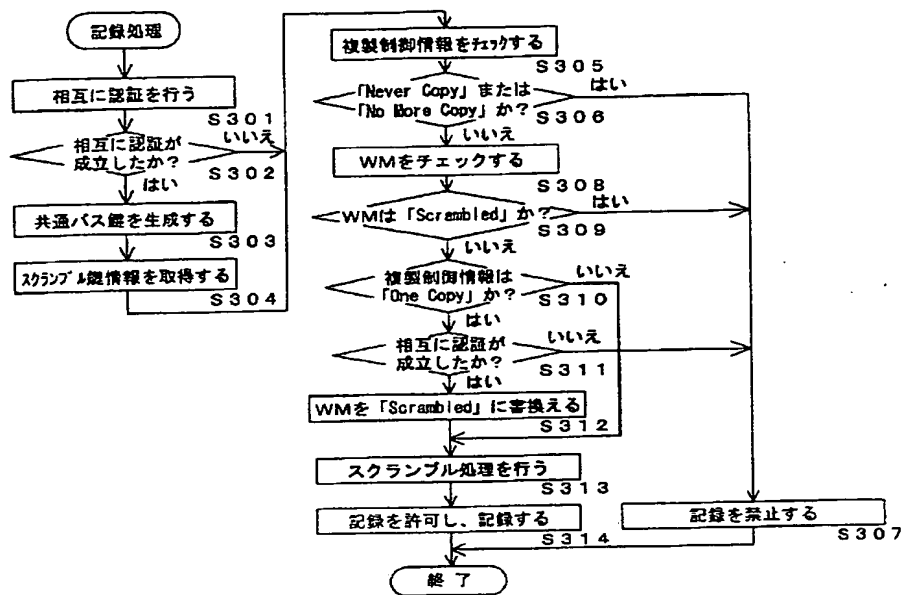 記録処理
相互に認証を行う
S301
相互に認証が
成立したか?
いいえ
S302
はい
共通バス鍵を生成する
S303
スクランブル鍵情報を取得する
S304
複製制御情報をチェックする
S305
「Never Copy」または
「No More Copy」か?
はい
S306
いいえ
WMをチェックする
S308
WMは「Scrambled」か?
はい
S309
いいえ
複製制御情報は
「One Copy」か?
いいえ
S310
はい
相互に認証が
成立したか?
いいえ
S311
はい
WMを「Scrambled」に書換える
S312
スクランブル処理を行う
S313
記録を許可し、記録する
S314
記録を禁止する
S307
終了